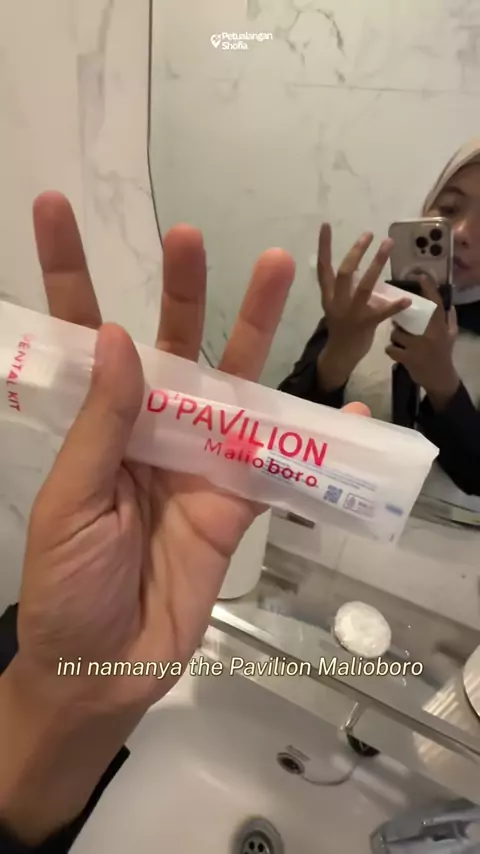 Petualangan
Shofia
DENTAL KIT
D'PAVILION
Malioboro
ini namanya the Pavilion Malioboro